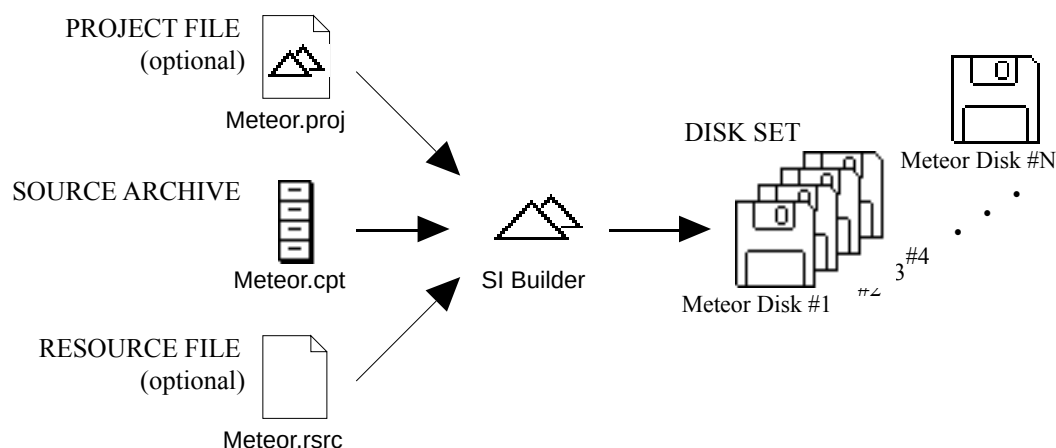 PROJECT FILE
(optional)
Meteor.proj
SOURCE ARCHIVE
Meteor.cpt
RESOURCE FILE
(optional)
Meteor.rsrc
SI Builder
DISK SET
Meteor Disk #1
#2
3
#4
Meteor Disk #N